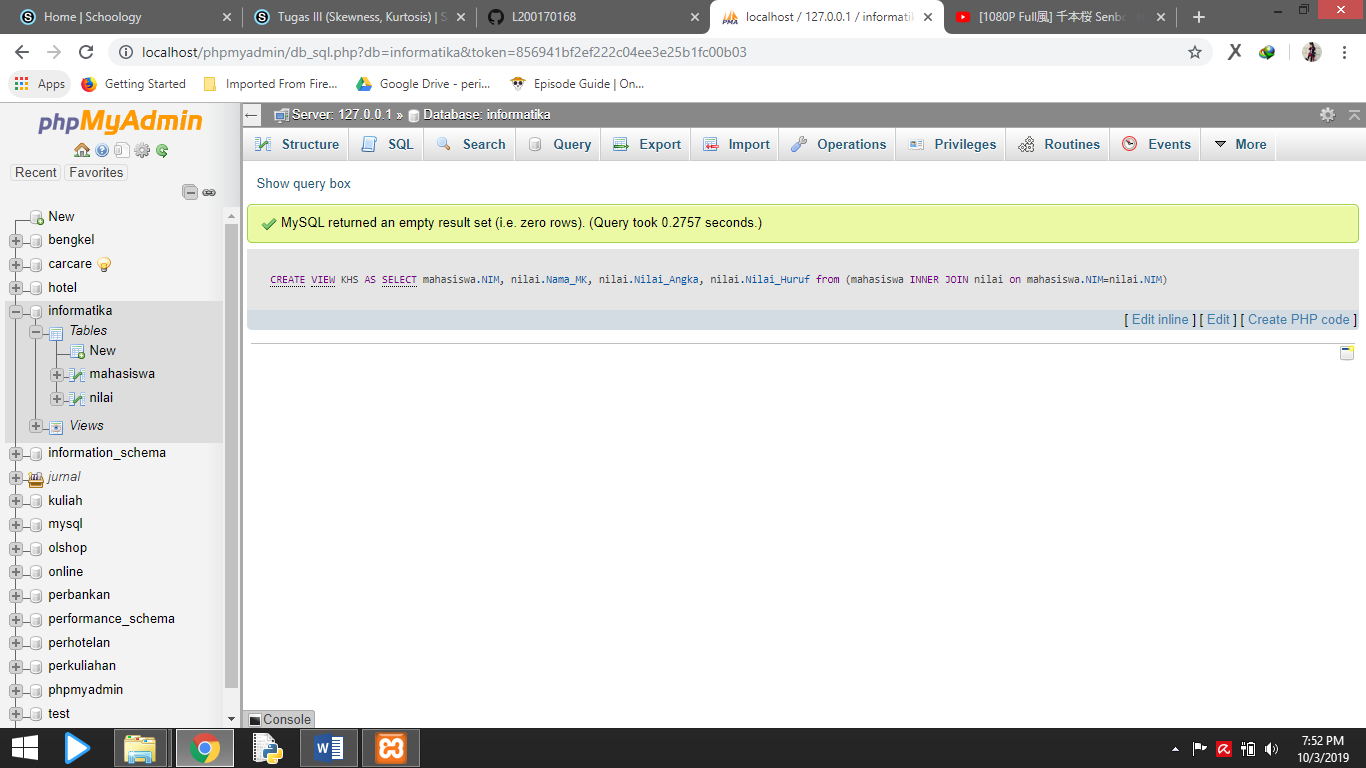 Home | Schoology
Tugas III (Skewness, Kurtosis) | S
L200170168
localhost / 127.0.0.1 / informati
[1080P Full風] 千本桜 Senb
localhost/phpmyadmin/db_sql.php?db=informatika&token=856941bf2ef222c04ee3e25b1fc00b03
Apps
Getting Started
Imported From Fire...
Google Drive - peri...
Episode Guide | On...
phpMyAdmin
Recent
Favorites
New
bengkel
carcare
hotel
informatika
Tables
New
mahasiswa
nilai
Views
information_schema
jurnal
kuliah
mysql
olshop
online
perbankan
performance_schema
perhotelan
perkuliahan
phpmyadmin
test
Server: 127.0.0.1 » Database: informatika
Structure
SQL
Search
Query
Export
Import
Operations
Privileges
Routines
Events
More
Show query box
MySQL returned an empty result set (i.e. zero rows). (Query took 0.2757 seconds.)
CREATE VIEW KHS AS SELECT mahasiswa.NIM, nilai.Nama_MK, nilai.Nilai_Angka, nilai.Nilai_Huruf from (mahasiswa INNER JOIN nilai on mahasiswa.NIM=nilai.NIM)
[ Edit inline ] [ Edit ] [ Create PHP code ]
Console
7:52 PM
10/3/2019